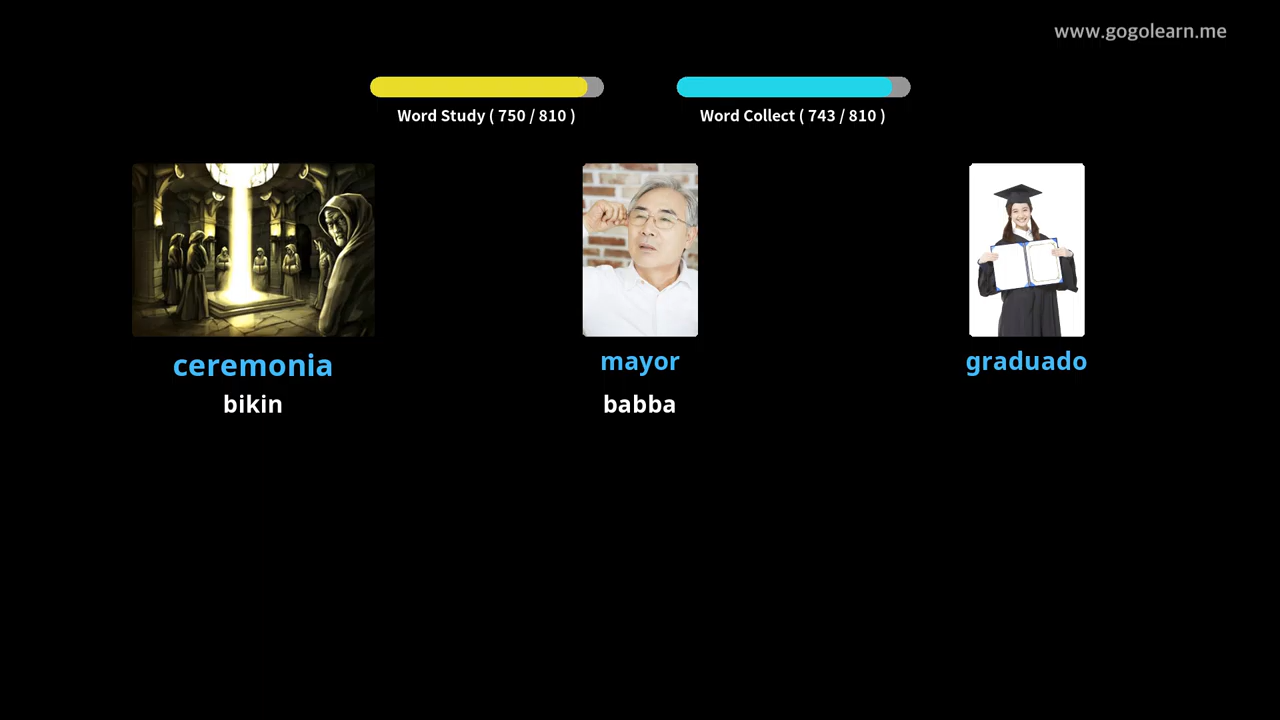 www.gogolearn.me
Word Study ( 750 / 810 )
Word Collect ( 743 / 810 )
ceremonia
mayor
graduado
bikin
babba